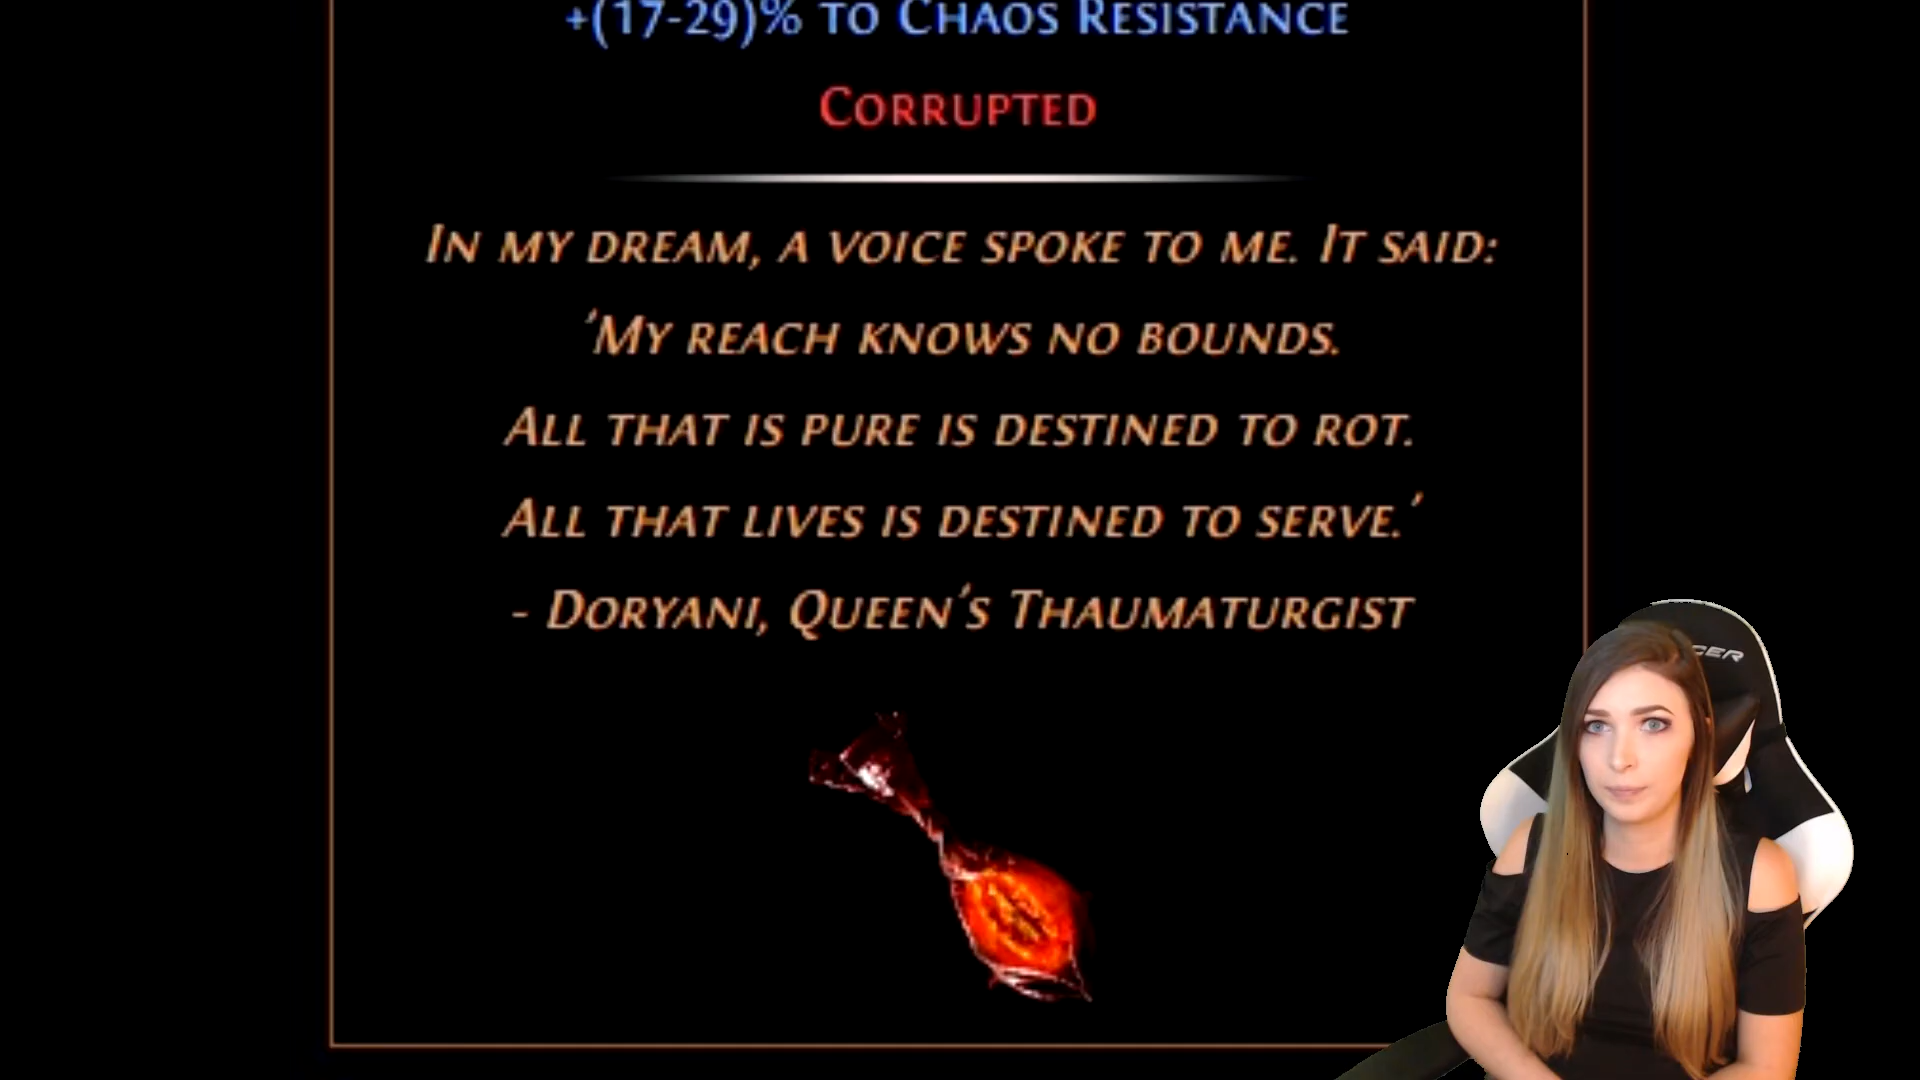 +(17-29)% to Chaos Resistance
Corrupted
In my dream, a voice spoke to me. It said:
'My reach knows no bounds.
All that is pure is destined to rot.
All that lives is destined to serve.'
- Doryani, Queen's Thaumaturgist